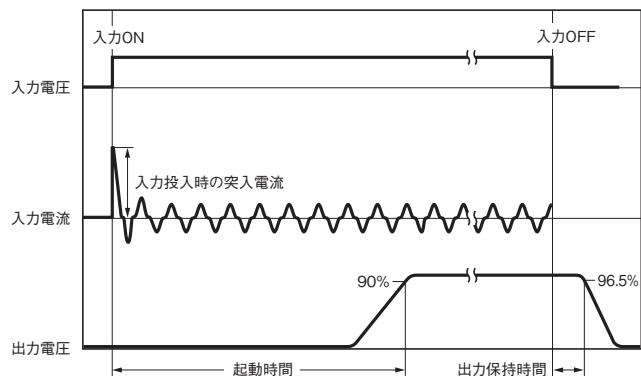 入力ON
入力OFF
入力電圧
入力投入時の突入電流
入力電流
90%
96.5%
出力電圧
起動時間
出力保持時間